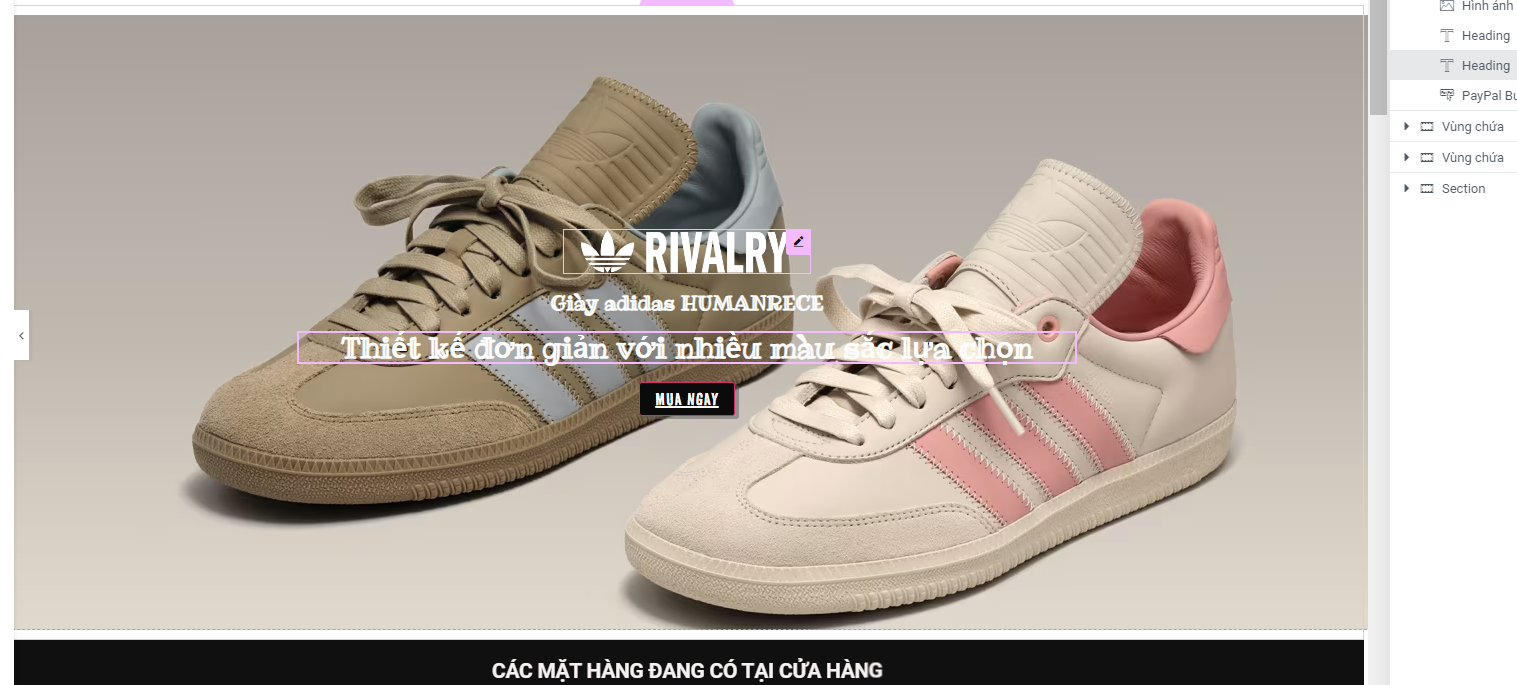 Hình ảnh
Heading
Heading
PayPal Bu
Vùng chứa
Vùng chứa
Section
RIVALRY
Giày adidas HUMANRECE
Thiết kế đơn giản với nhiều màu sắc lựa chọn
MUA NGAY
CÁC MẶT HÀNG ĐANG CÓ TẠI CỬA HÀNG